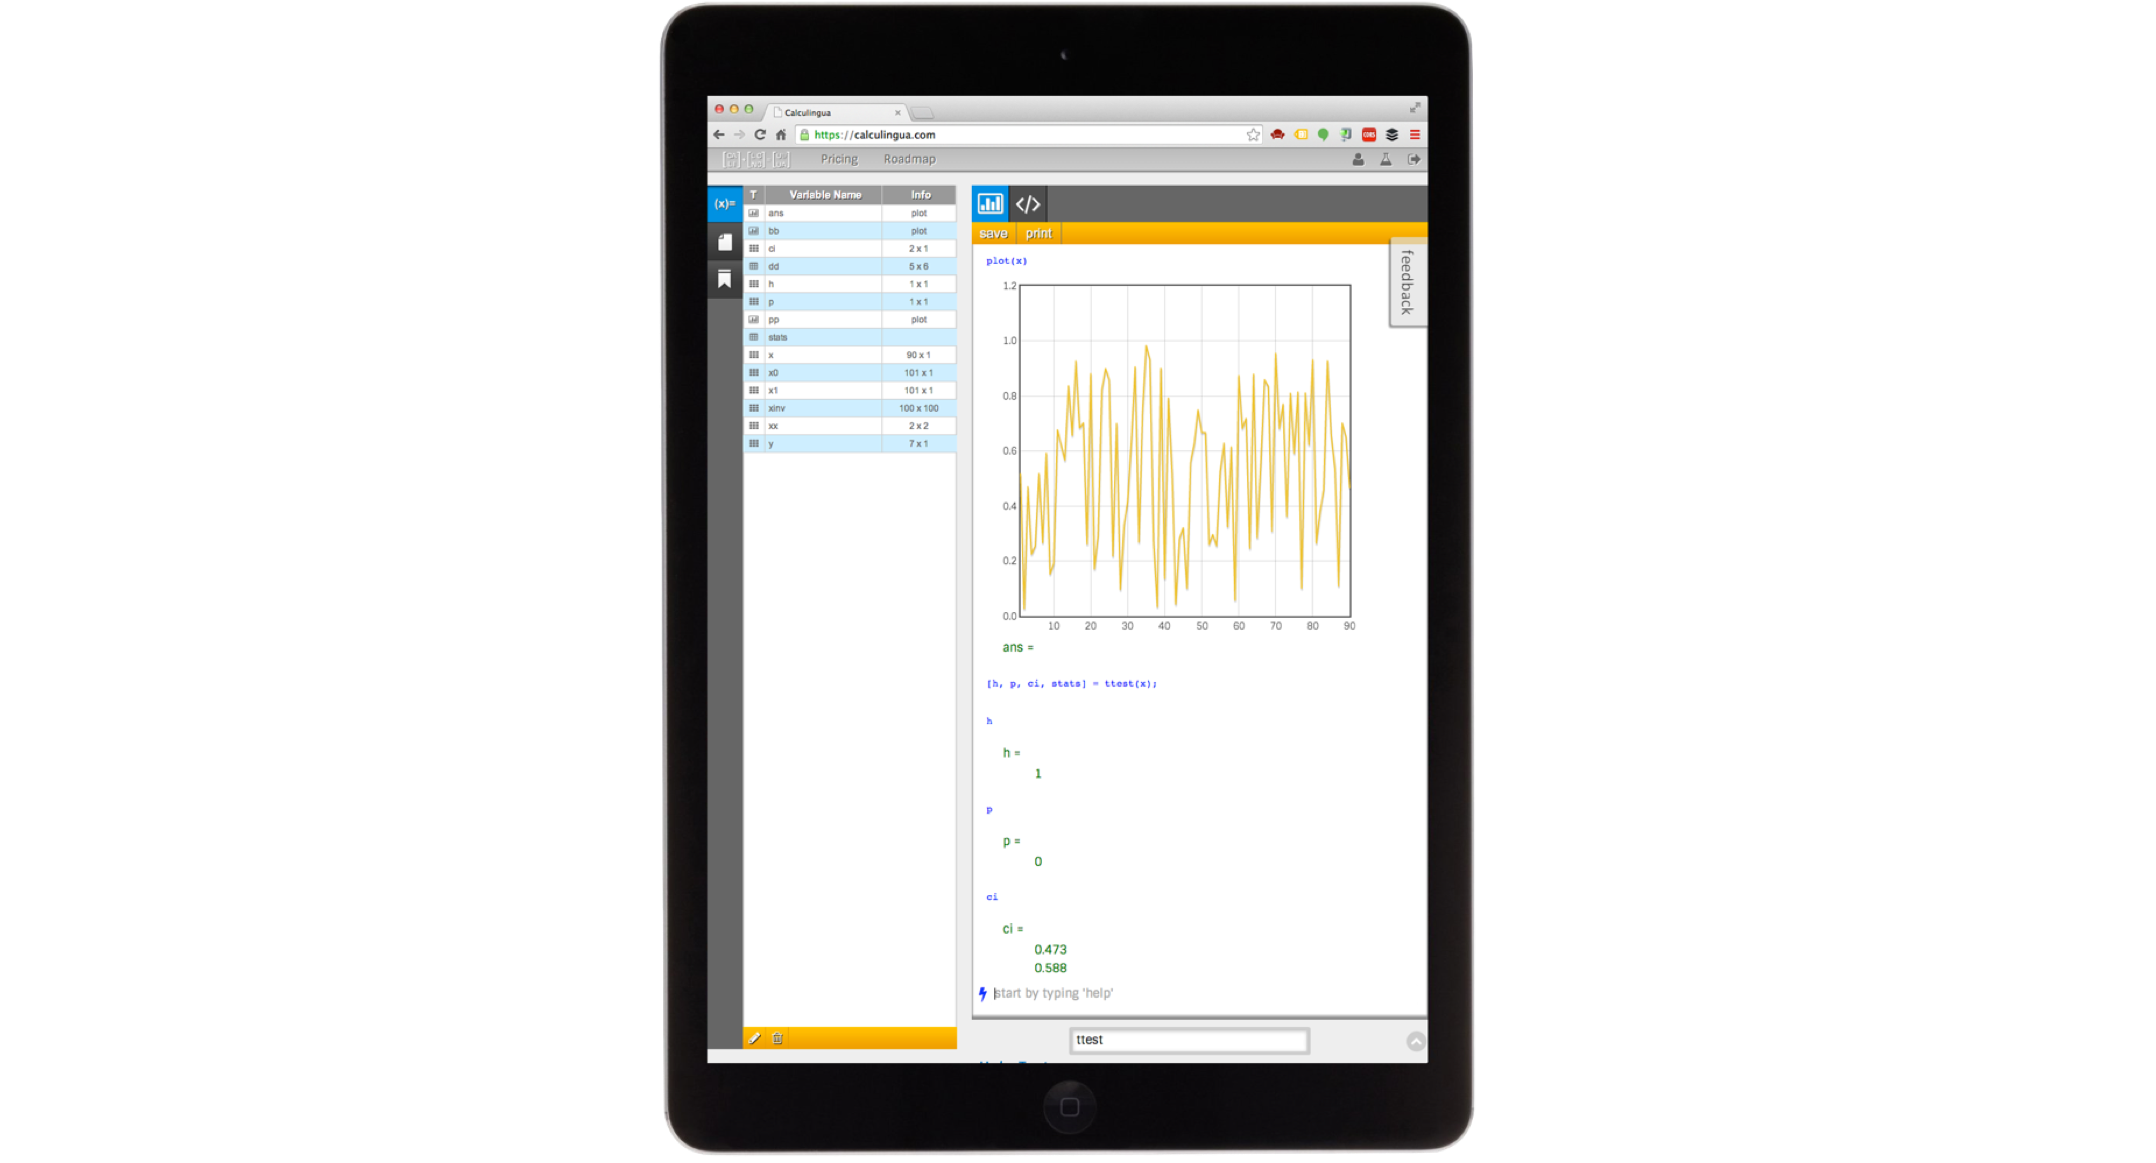 Calculingua
https://calculingua.com
Pricing Roadmap
(x)=
T Variable Name Info
ans plot
bb plot
ci 2 x 1
dd 5 x 6
h 1 x 1
p 1 x 1
pp plot
stats
x 90 x 1
x0 101 x 1
x1 101 x 1
xinv 100 x 100
xx 2 x 2
y 7 x 1
</>
save print
feedback
plot(x)
1.2
1.0
0.8
0.6
0.4
0.2
0.0
10 20 30 40 50 60 70 80 90
ans =
[h, p, ci, stats] = ttest(x);
h
h =
1
p
p =
0
ci
ci =
0.473
0.588
start by typing 'help'
ttest